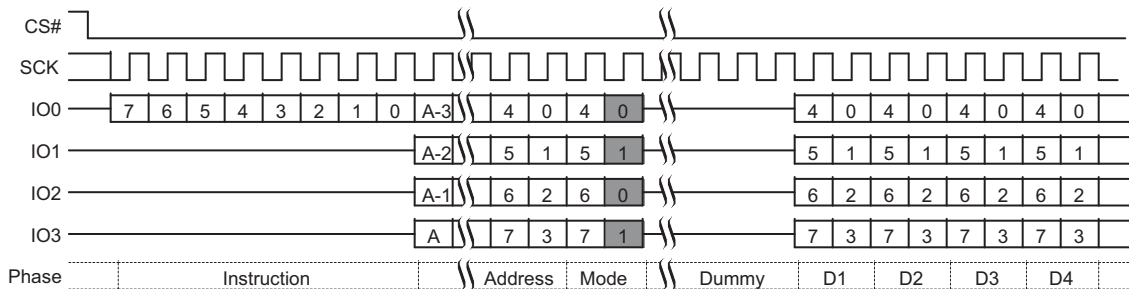 CS#
SCK
IO0 7 6 5 4 3 2 1 0 A-3 4 0 4 0 4 0 4 0 4 0 4 0
IO1 A-2 5 1 5 1 5 1 5 1 5 1 5 1
IO2 A-1 6 2 6 0 6 2 6 2 6 2 6 2
IO3 A 7 3 7 1 7 3 7 3 7 3 7 3
Phase Instruction Address Mode Dummy D1 D2 D3 D4